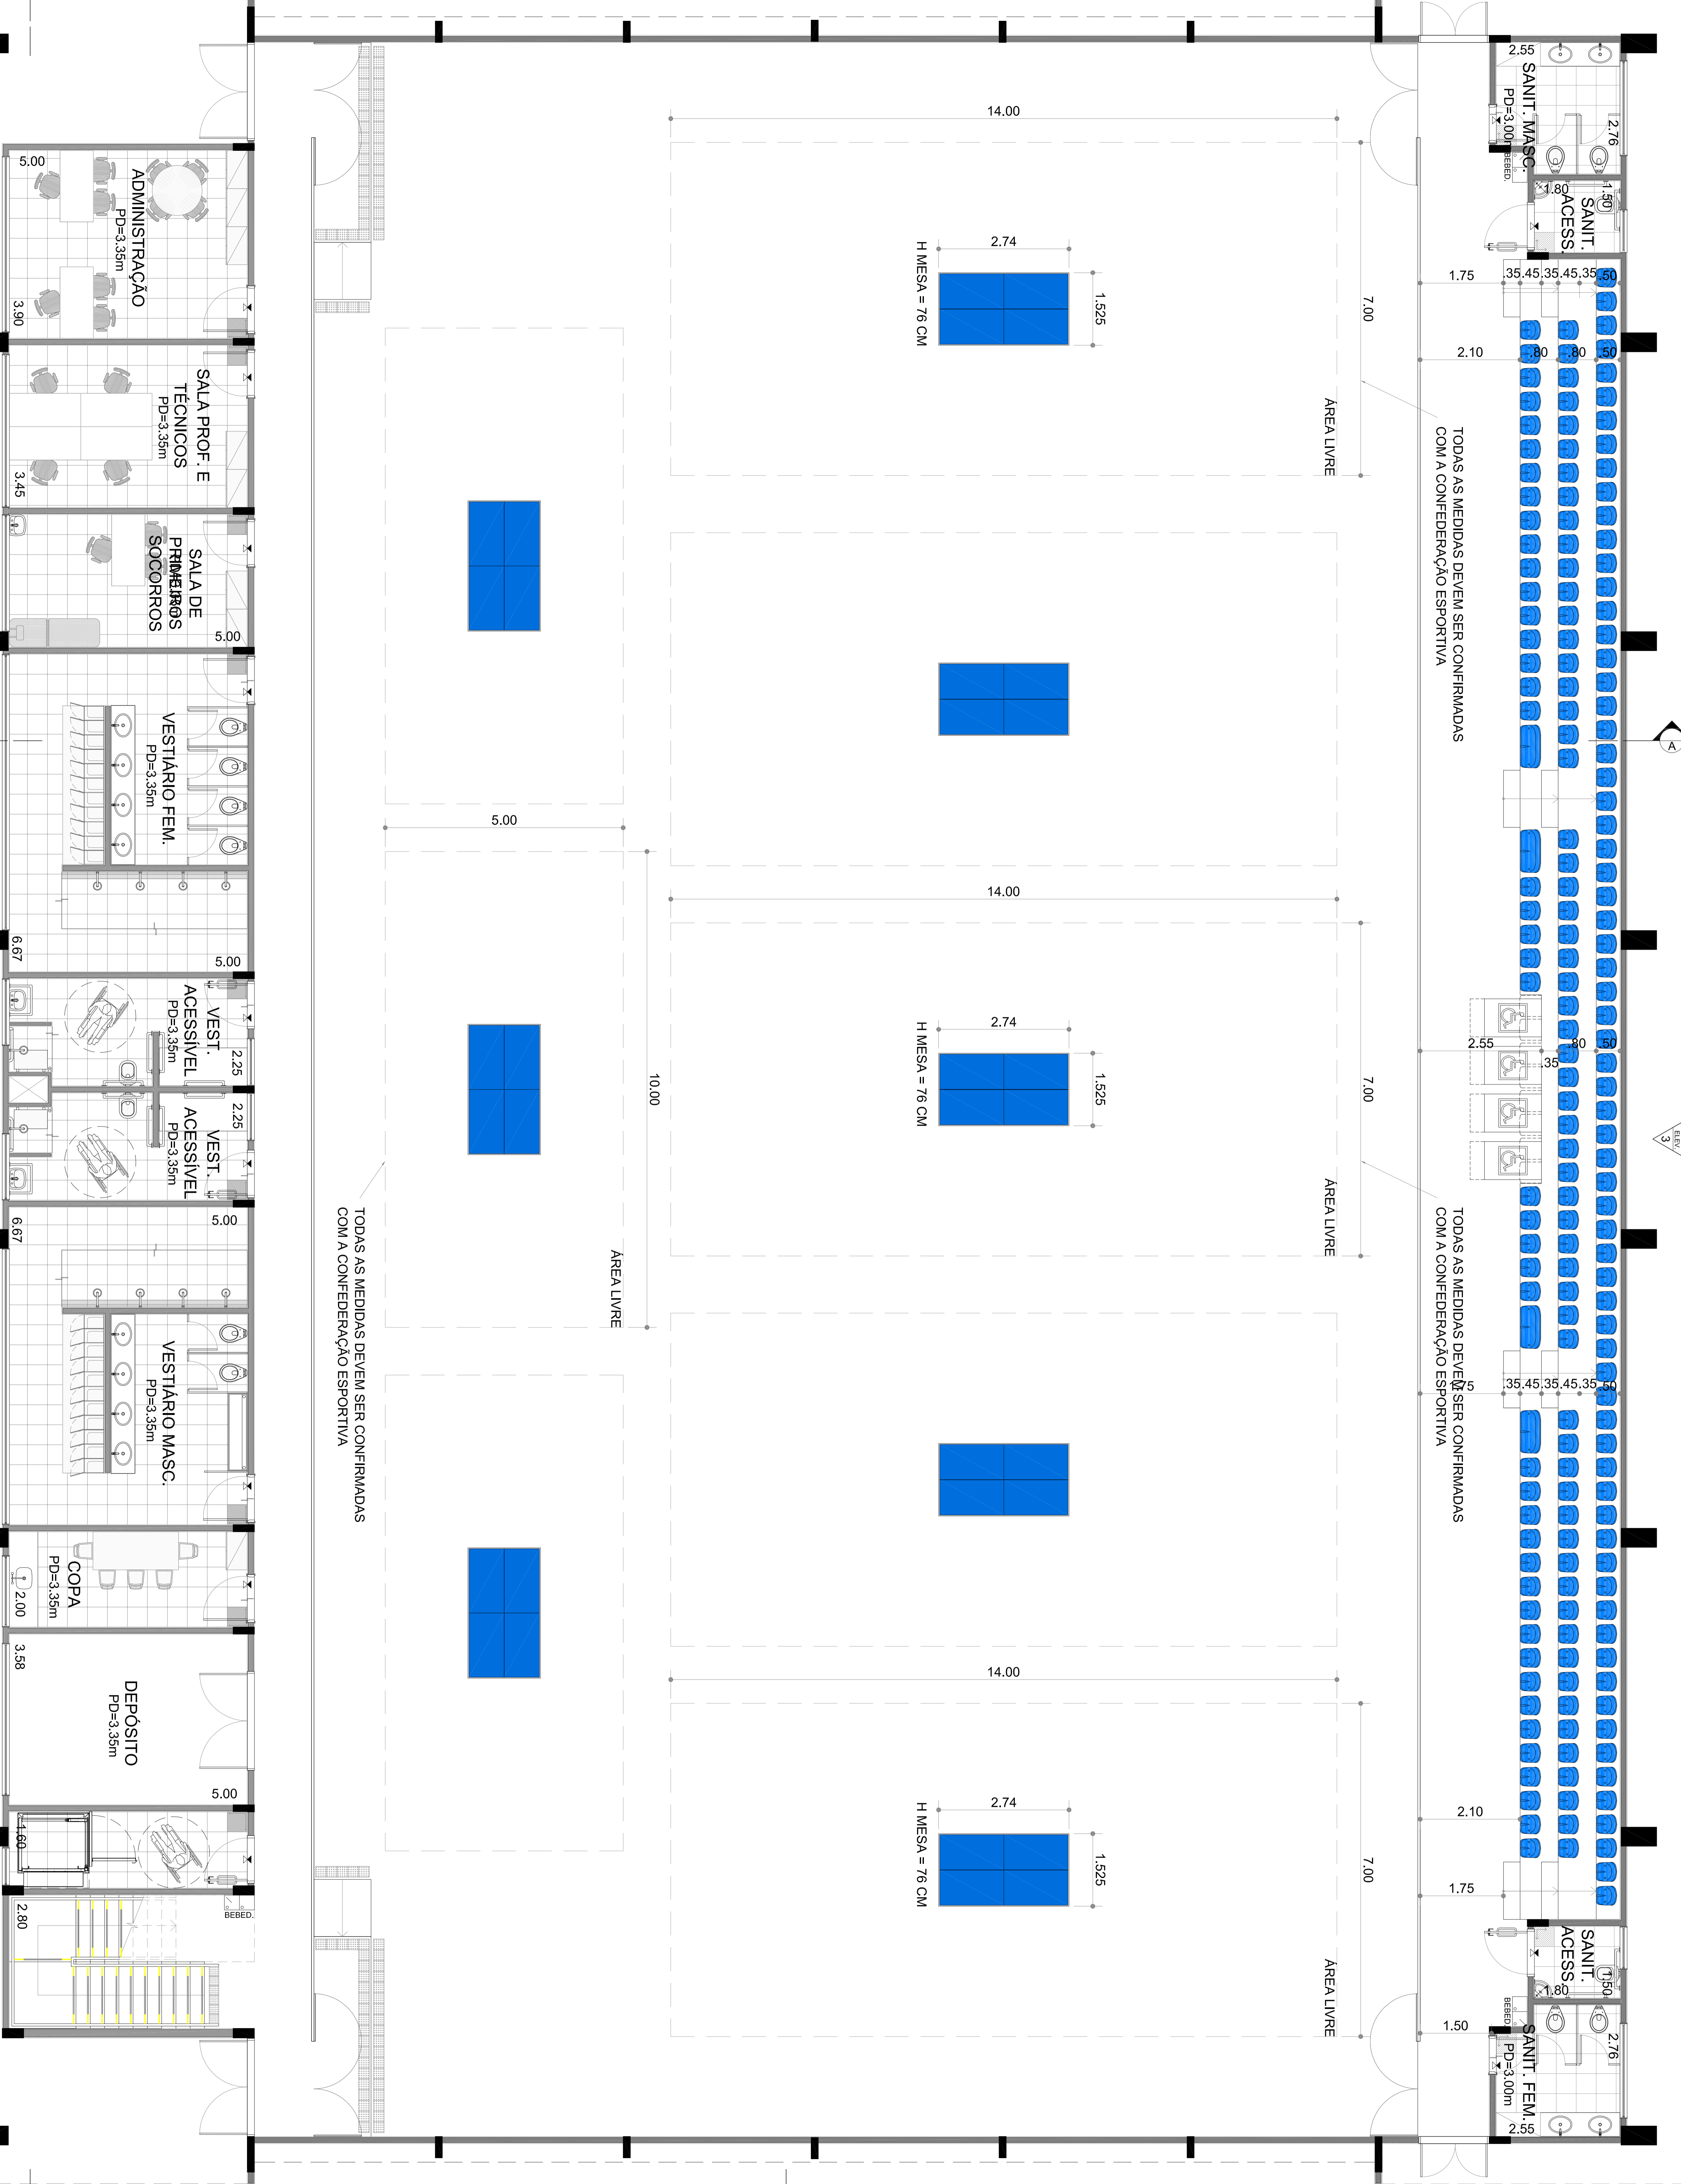 5.00
ADMINISTRAÇÃO
PD=3.35m
3.90
SALA PROF. E
TÉCNICOS
PD=3.35m
3.45
SALA DE
PRIMEIROS
SOCORROS
5.00
VESTIÁRIO FEM.
PD=3.35m
6.67
5.00
VEST.
ACESSÍVEL
PD=3.35m
2.25
VEST.
ACESSÍVEL
PD=3.35m
2.25
5.00
6.67
VESTIÁRIO MASC.
PD=3.35m
COPA
PD=3.35m
2.00
3.58
DEPÓSITO
PD=3.35m
5.00
1.60
2.80
BEBED.
5.00
10.00
ÁREA LIVRE
TODAS AS MEDIDAS DEVEM SER CONFIRMADAS
COM A CONFEDERAÇÃO ESPORTIVA
14.00
2.74
1.525
H MESA = 76 CM
7.00
ÁREA LIVRE
TODAS AS MEDIDAS DEVEM SER CONFIRMADAS
COM A CONFEDERAÇÃO ESPORTIVA
14.00
2.74
1.525
H MESA = 76 CM
7.00
ÁREA LIVRE
TODAS AS MEDIDAS DEVEM SER CONFIRMADAS
COM A CONFEDERAÇÃO ESPORTIVA
14.00
2.74
1.525
H MESA = 76 CM
7.00
ÁREA LIVRE
2.55
SANIT. MASC.
PD=3.00m
2.76
BEBED.
1.80
1.50
SANIT.
ACESS.
1.75
.35
.45
.35
.45
.35
.50
2.10
.80
.80
.50
A
2.55
.35
.80
.50
ELEV.
3
1.75
.35
.45
.35
.45
.35
.50
2.10
1.75
SANIT.
ACESS.
1.50
1.80
BEBED.
1.50
SANIT. FEM.
PD=3.00m
2.76
2.55